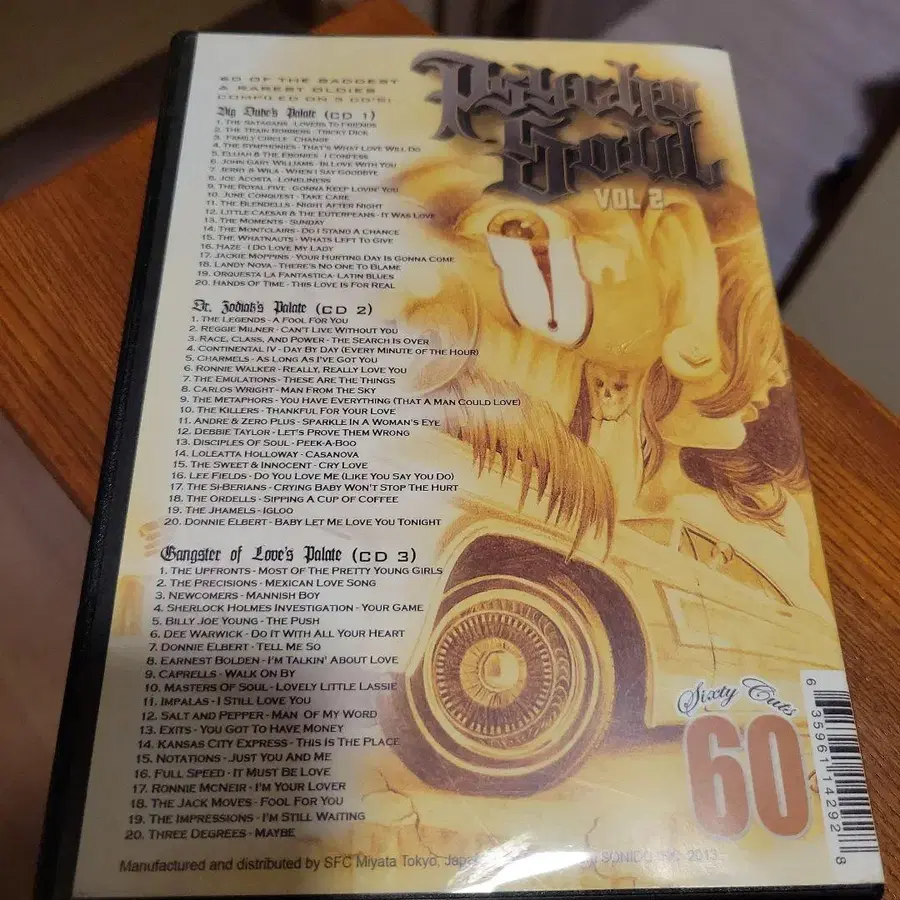 Psycho
Soul
VOL 2
60 OF THE BADDEST
& RAREST OLDIES
COMPILED ON 3 CD'S!
Big Dube's Palate (CD 1)
1. THE SATAGANS - LOVERS TO FRIENDS
2. THE TRAIN ROBBERS - TRICKY DICK
3. FAMILY CIRCLE - CHANGE
4. THE SYMPHONIES - THAT'S WHAT LOVE WILL DO
5. ELIJAH & THE EBONIES - I CONFESS
6. JOHN GARY WILLIAMS - IN LOVE WITH YOU
7. JERRY & WILA - WHEN I SAY GOODBYE
8. JOE ACOSTA - LONELINESS
9. THE ROYAL FIVE - GONNA KEEP LOVIN' YOU
10. JUNE CONQUEST - TAKE CARE
11. THE BLENDELLS - NIGHT AFTER NIGHT
12. LITTLE CAESAR & THE EUTERPEANS - IT WAS LOVE
13. THE MOMENTS - SUNDAY
14. THE MONTCLAIRS - DO I STAND A CHANCE
15. THE WHATNAUTS - WHATS LEFT TO GIVE
16. HAZE - I DO LOVE MY LADY
17. JACKIE MOPPINS - YOUR HURTING DAY IS GONNA COME
18. LANDY NOVA - THERE'S NO ONE TO BLAME
19. ORQUESTA LA FANTASTICA - LATIN BLUES
20. HANDS OF TIME - THIS LOVE IS FOR REAL
Dr. Zodiak's Palate (CD 2)
1. THE LEGENDS - A FOOL FOR YOU
2. REGGIE MILNER - CAN'T LIVE WITHOUT YOU
3. RACE, CLASS, AND POWER - THE SEARCH IS OVER
4. CONTINENTAL IV - DAY BY DAY (EVERY MINUTE OF THE HOUR)
5. CHARMELS - AS LONG AS I'VE GOT YOU
6. RONNIE WALKER - REALLY, REALLY LOVE YOU
7. THE EMULATIONS - THESE ARE THE THINGS
8. CARLOS WRIGHT - MAN FROM THE SKY
9. THE METAPHORS - YOU HAVE EVERYTHING (THAT A MAN COULD LOVE)
10. THE KILLERS - THANKFUL FOR YOUR LOVE
11. ANDRE & ZERO PLUS - SPARKLE IN A WOMAN'S EYE
12. DEBBIE TAYLOR - LET'S PROVE THEM WRONG
13. DISCIPLES OF SOUL - PEEK-A-BOO
14. LOLEATTA HOLLOWAY - CASANOVA
15. THE SWEET & INNOCENT - CRY LOVE
16. LEE FIELDS - DO YOU LOVE ME (LIKE YOU SAY YOU DO)
17. THE SI-BERIANS - CRYING BABY WON'T STOP THE HURT
18. THE ORDELLS - SIPPING A CUP OF COFFEE
19. THE JHAMELS - IGLOO
20. DONNIE ELBERT - BABY LET ME LOVE YOU TONIGHT
Gangster of Love's Palate (CD 3)
1. THE UPFRONTS - MOST OF THE PRETTY YOUNG GIRLS
2. THE PRECISIONS - MEXICAN LOVE SONG
3. NEWCOMERS - MANNISH BOY
4. SHERLOCK HOLMES INVESTIGATION - YOUR GAME
5. BILLY JOE YOUNG - THE PUSH
6. DEE WARWICK - DO IT WITH ALL YOUR HEART
7. DONNIE ELBERT - TELL ME SO
8. EARNEST BOLDEN - I'M TALKIN' ABOUT LOVE
9. CAPRELLS - WALK ON BY
10. MASTERS OF SOUL - LOVELY LITTLE LASSIE
11. IMPALAS - I STILL LOVE YOU
12. SALT AND PEPPER - MAN OF MY WORD
13. EXITS - YOU GOT TO HAVE MONEY
14. KANSAS CITY EXPRESS - THIS IS THE PLACE
15. NOTATIONS - JUST YOU AND ME
16. FULL SPEED - IT MUST BE LOVE
17. RONNIE MCNEIR - I'M YOUR LOVER
18. THE JACK MOVES - FOOL FOR YOU
19. THE IMPRESSIONS - I'M STILL WAITING
20. THREE DEGREES - MAYBE
Sixty Cuts
60
6 35961 14292 8
Manufactured and distributed by SFC Miyata Tokyo, Japan SONIDO 2013